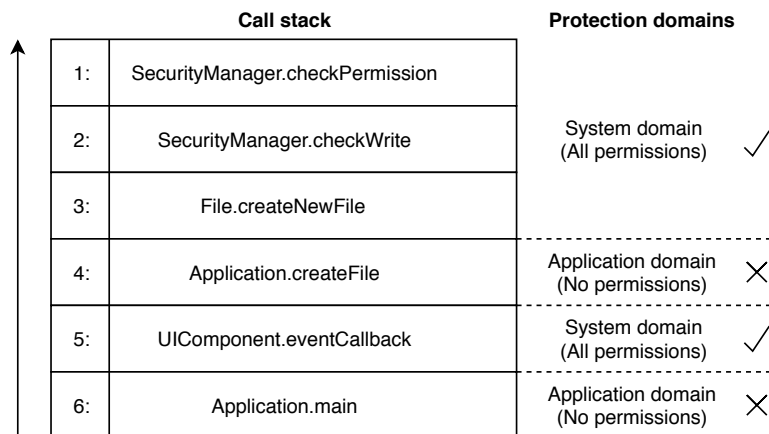 Call stack
Protection domains
1: SecurityManager.checkPermission
2: SecurityManager.checkWrite
System domain
(All permissions)
3: File.createNewFile
4: Application.createFile
Application domain
(No permissions)
5: UIComponent.eventCallback
System domain
(All permissions)
6: Application.main
Application domain
(No permissions)